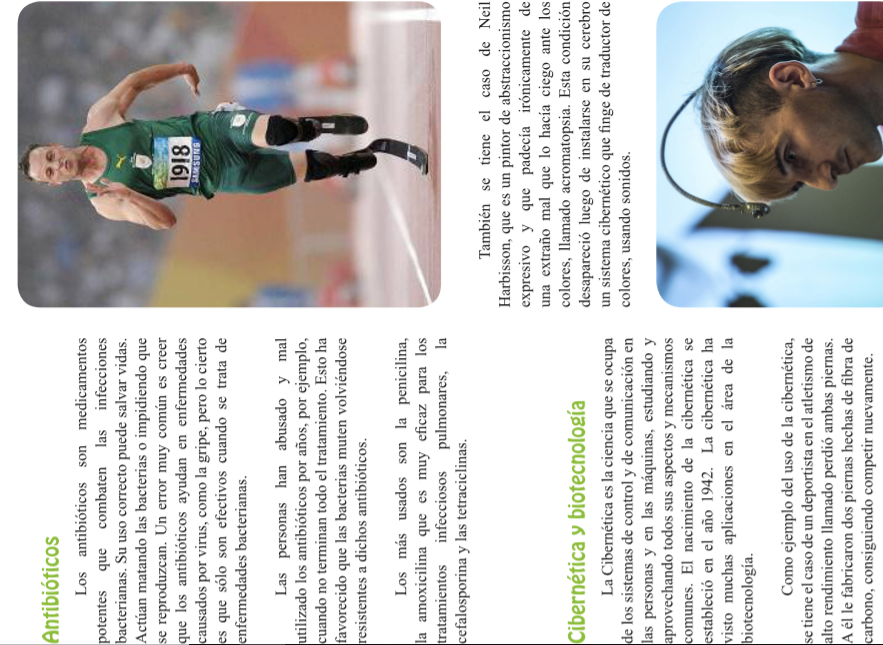 Antibióticos
Los antibióticos son medicamentos
potentes que combaten las infecciones
bacterianas. Su uso correcto puede salvar vidas.
Actúan matando las bacterias o impidiendo que
se reproduzcan. Un error muy común es creer
que los antibióticos ayudan en enfermedades
causados por virus, como la gripe, pero lo cierto
es que sólo son efectivos cuando se trata de
enfermedades bacterianas.
Las personas han abusado y mal
utilizado los antibióticos por años, por ejemplo,
cuando no terminan todo el tratamiento. Esto ha
favorecido que las bacterias muten volviéndose
resistentes a dichos antibióticos.
Los más usados son la penicilina,
la amoxicilina que es muy eficaz para los
tratamientos infecciosos pulmonares, la
cefalosporina y las tetraciclinas.
Cibernética y biotecnología
La Cibernética es la ciencia que se ocupa
de los sistemas de control y de comunicación en
las personas y en las máquinas, estudiando y
aprovechando todos sus aspectos y mecanismos
comunes. El nacimiento de la cibernética se
estableció en el año 1942. La cibernética ha
visto muchas aplicaciones en el área de la
biotecnología.
Como ejemplo del uso de la cibernética,
se tiene el caso de un deportista en el atletismo de
alto rendimiento llamado perdió ambas piernas.
A él le fabricaron dos piernas hechas de fibra de
carbono, consiguiendo competir nuevamente.
1918
SAMSUNG
También se tiene el caso de Neil
Harbisson, que es un pintor de abstraccionismo
expresivo y que padecía irónicamente de
una extraño mal que lo hacía ciego ante los
colores, llamado acromatopsia. Esta condición
desapareció luego de instalarse en su cerebro
un sistema cibernético que finge de traductor de
colores, usando sonidos.